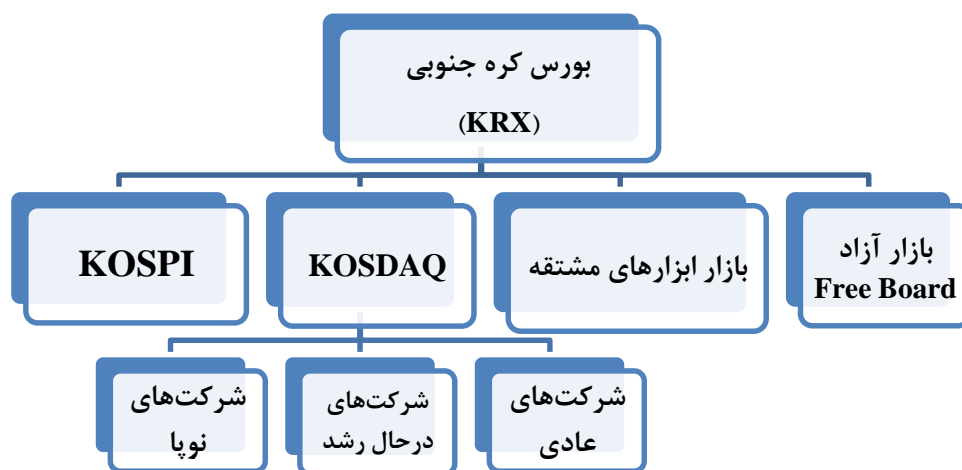 بورس کره جنوبی
(KRX)
KOSPI
KOSDAQ
بازار ابزارهای مشتقه
بازار آزاد
Free Board
شرکت‌های
نوپا
شرکت‌های
درحال رشد
شرکت‌های
عادی